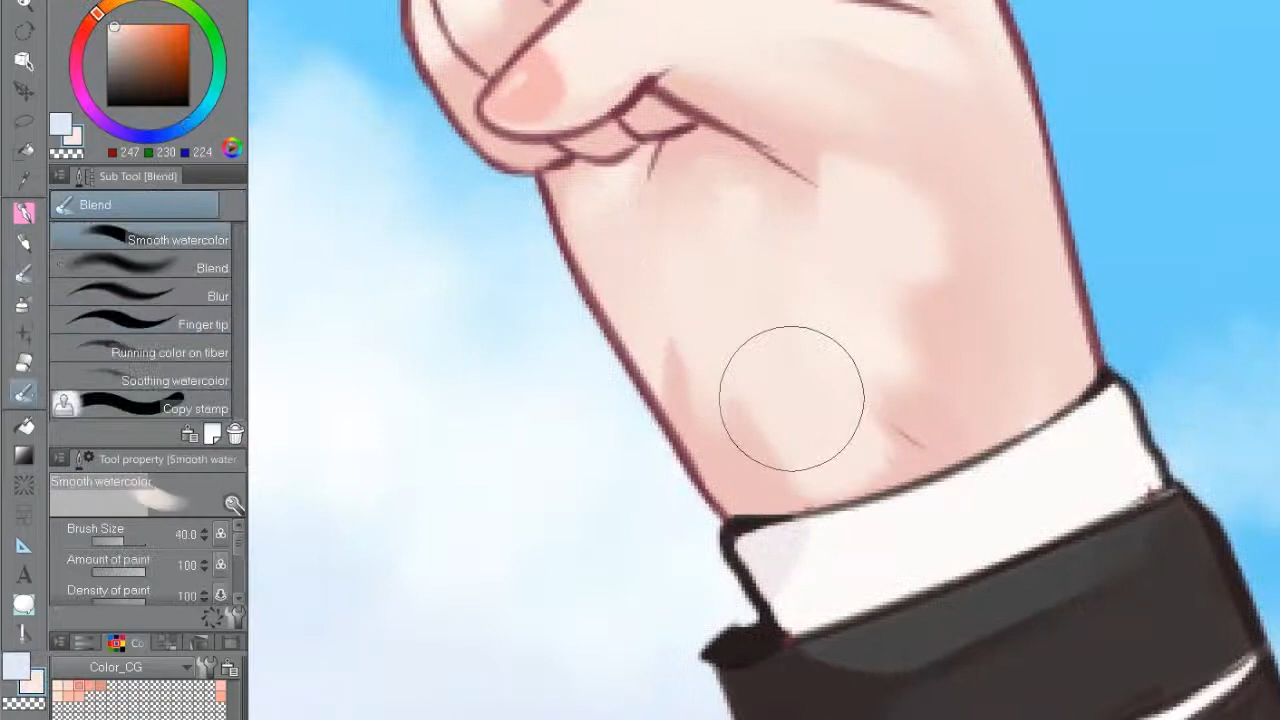 247 230 224
Sub Tool [Blend]
Blend
Smooth watercolor
Blend
Blur
Finger tip
Running color on fiber
Soothing watercolor
Copy stamp
Tool property [Smooth water
Smooth watercolor
Brush Size 40.0
Amount of paint 100
Density of paint 100
Co
Color_CG